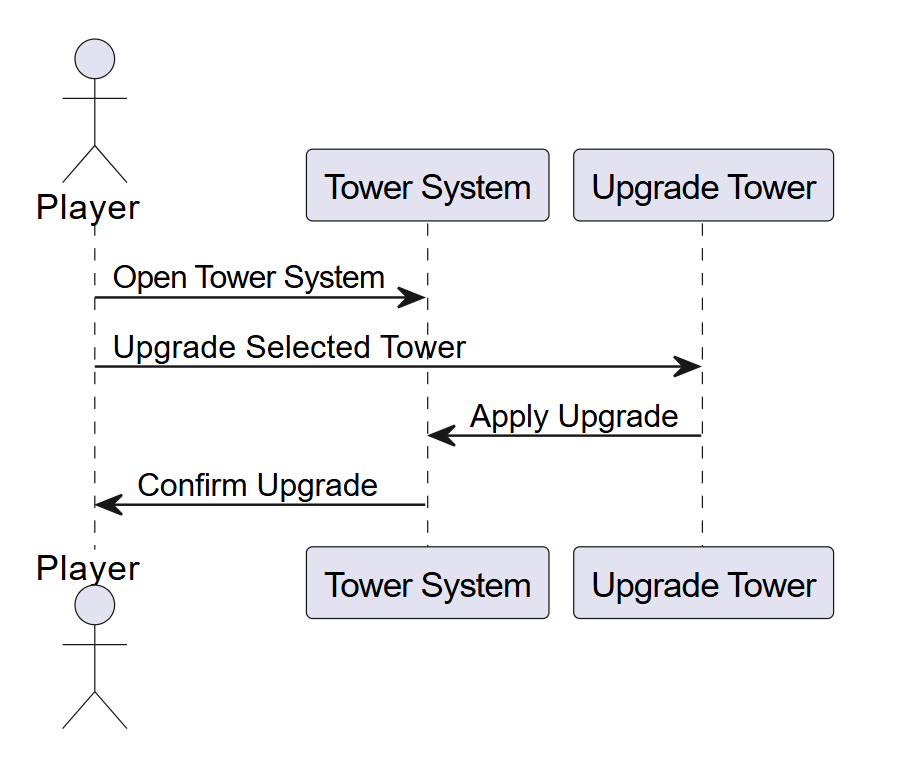 Player
Tower System
Upgrade Tower
Open Tower System
Upgrade Selected Tower
Apply Upgrade
Confirm Upgrade
Player
Tower System
Upgrade Tower